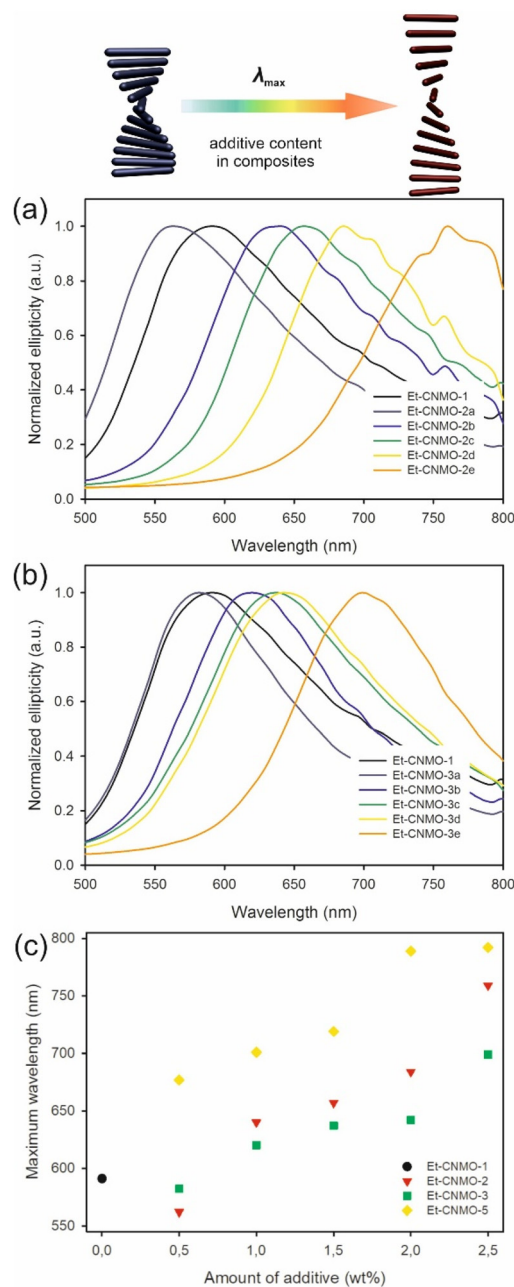 λmax
additive content
in composites
(a)
Normalized ellipticity (a.u.)
1.0
0.8
0.6
0.4
0.2
0.0
Et-CNMO-1
Et-CNMO-2a
Et-CNMO-2b
Et-CNMO-2c
Et-CNMO-2d
Et-CNMO-2e
500 550 600 650 700 750 800
Wavelength (nm)
(b)
Normalized ellipticity (a.u.)
1.0
0.8
0.6
0.4
0.2
0.0
Et-CNMO-1
Et-CNMO-3a
Et-CNMO-3b
Et-CNMO-3c
Et-CNMO-3d
Et-CNMO-3e
500 550 600 650 700 750 800
Wavelength (nm)
(c)
Maximum wavelength (nm)
800
750
700
650
600
550
Et-CNMO-1
Et-CNMO-2
Et-CNMO-3
Et-CNMO-5
0,0 0,5 1,0 1,5 2,0 2,5
Amount of additive (wt%)